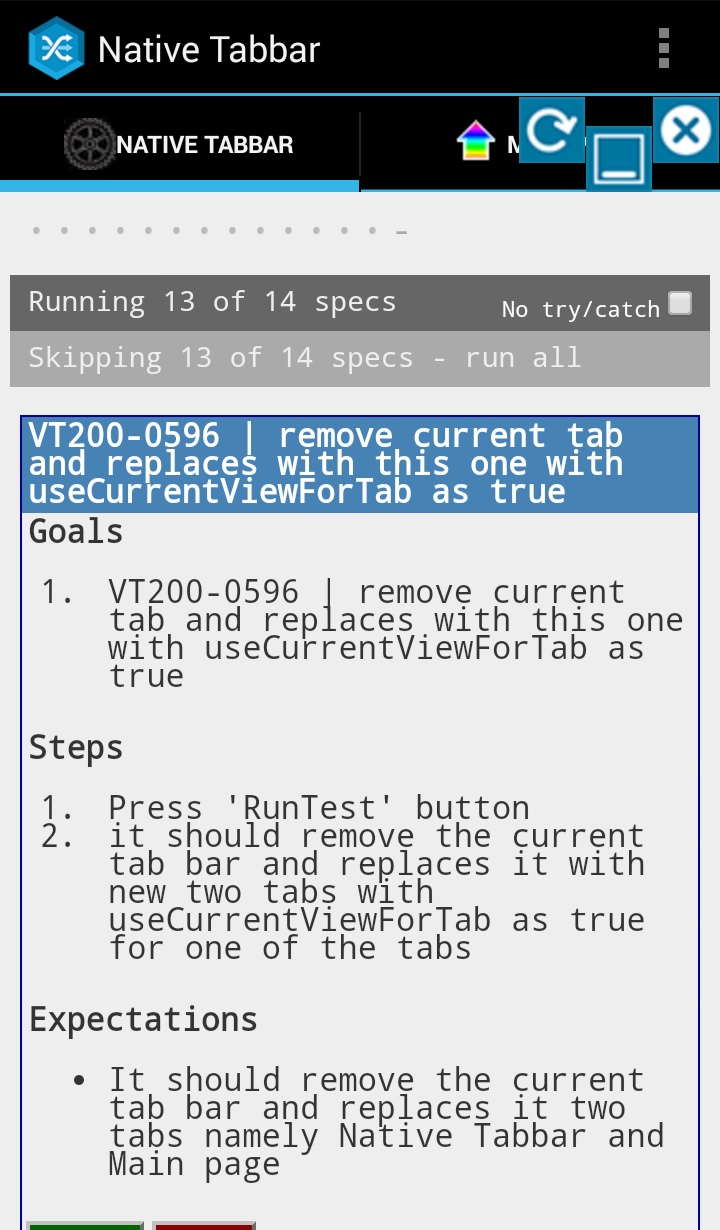 Native Tabbar
NATIVE TABBAR
M
Running 13 of 14 specs
No try/catch
Skipping 13 of 14 specs - run all
VT200-0596 | remove current tab
and replaces with this one with
useCurrentViewForTab as true
Goals
1. VT200-0596 | remove current
tab and replaces with this one
with useCurrentViewForTab as
true
Steps
1. Press 'RunTest' button
2. it should remove the current
tab bar and replaces it with
new two tabs with
useCurrentViewForTab as true
for one of the tabs
Expectations
• It should remove the current
tab bar and replaces it two
tabs namely Native Tabbar and
Main page